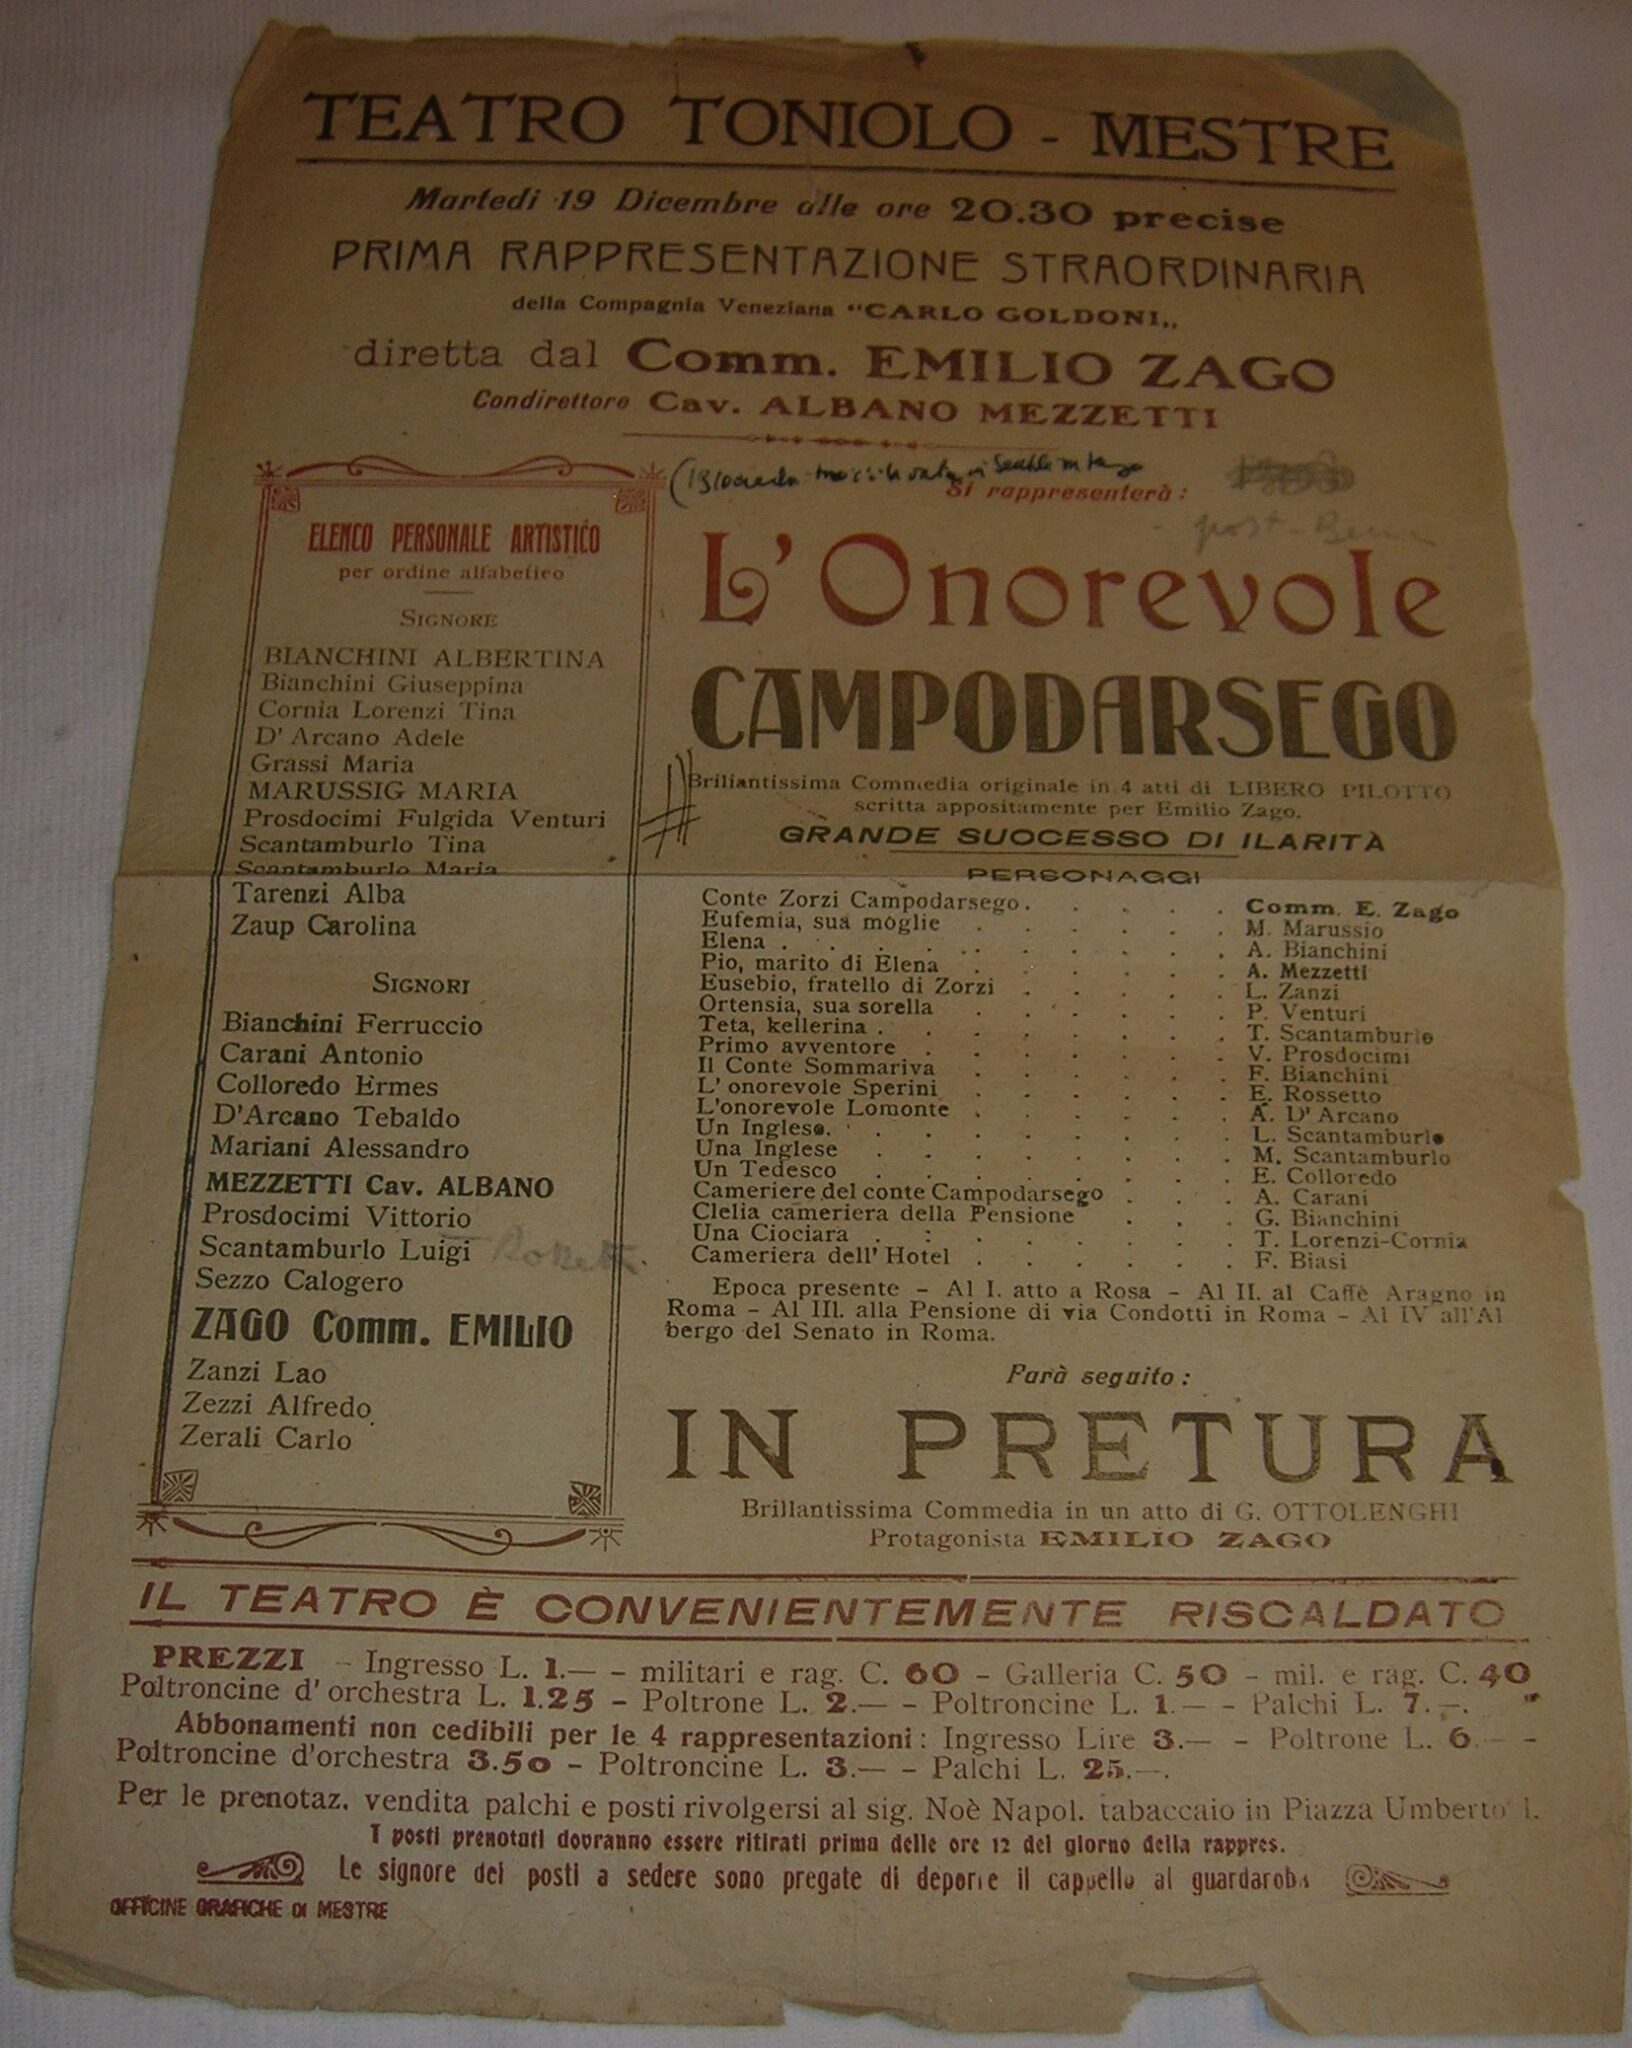 TEATRO TONIOLO - MESTRE
Martedi 19 Dicembre alle ore 20.30 precise
PRIMA RAPPRESENTAZIONE STRAORDINARIA
della Compagnia Veneziana "CARLO GOLDONI„
diretta dal Comm. EMILIO ZAGO
Condirettore Cav. ALBANO MEZZETTI
ELENCO PERSONALE ARTISTICO
per ordine alfabetico
SIGNORE
BIANCHINI ALBERTINA
Bianchini Giuseppina
Cornia Lorenzi Tina
D' Arcano Adele
Grassi Maria
MARUSSIG MARIA
Prosdocimi Fulgida Venturi
Scantamburlo Tina
Scantamburlo Maria
Tarenzi Alba
Zaup Carolina
SIGNORI
Bianchini Ferruccio
Carani Antonio
Colloredo Ermes
D'Arcano Tebaldo
Mariani Alessandro
MEZZETTI Cav. ALBANO
Prosdocimi Vittorio
Scantamburlo Luigi
Sezzo Calogero
ZAGO Comm. EMILIO
Zanzi Lao
Zezzi Alfredo
Zerali Carlo
Si rappresenterà :
post-
L'Onorevole
CAMPODARSEGO
Briliantissima Commedia originale in 4 atti di LIBERO PILOTTO
scritta appositamente per Emilio Zago.
GRANDE SUOCESSO DI ILARITÀ
PERSONAGGI
Conte Zorzi Campodarsego . . . . . Comm. E. Zago
Eufemia, sua moglie . . . . . . M. Marussio
Elena . . . . . . . . A. Bianchini
Pio, marito di Elena . . . . . . A. Mezzetti
Eusebio, fratello di Zorzi . . . . . L. Zanzi
Ortensia, sua sorella . . . . . . P. Venturi
Teta, kellerina . . . . . . . T. Scantamburlo
Primo avventore . . . . . . V. Prosdocimi
Il Conte Sommariva . . . . . . F. Bianchini
L' onorevole Sperini . . . . . . E. Rossetto
L'onorevole Lomonte . . . . . . A. D' Arcano
Un Inglese. . . . . . . . L. Scantamburlo
Una Inglese . . . . . . . M. Scantamburlo
Un Tedesco . . . . . . . E. Colloredo
Cameriere del conte Campodarsego . . . A. Carani
Clelia cameriera della Pensione . . . G. Bianchini
Una Ciociara . . . . . . . T. Lorenzi-Cornia
Cameriera dell' Hotel . . . . . . F. Biasi
Epoca presente - Al I. atto a Rosa - Al II. al Caffè Aragno in
Roma - Al III. alla Pensione di via Condotti in Roma - Al IV all'Al
bergo del Senato in Roma.
Farà seguito :
IN PRETURA
Brillantissima Commedia in un atto di G. OTTOLENGHI
Protagonista EMILIO ZAGO
IL TEATRO È CONVENIENTEMENTE RISCALDATO
PREZZI - Ingresso L. 1.— - militari e rag. C. 60 - Galleria C. 50 - mil. e rag. C. 40
Poltroncine d' orchestra L. 1.25 - Poltrone L. 2.— - Poltroncine L. 1.— - Palchi L. 7.—.
Abbonamenti non cedibili per le 4 rappresentazioni : Ingresso Lire 3.— - Poltrone L. 6.— -
Poltroncine d'orchestra 3.50 - Poltroncine L. 3.— - Palchi L. 25.—.
Per le prenotaz. vendita palchi e posti rivolgersi al sig. Noè Napol. tabaccaio in Piazza Umberto I.
I posti prenotati dovranno essere ritirati prima delle ore 12 del giorno della rappres.
Le signore dei posti a sedere sono pregate di deporre il cappello al guardaroba
OFFICINE GRAFICHE DI MESTRE